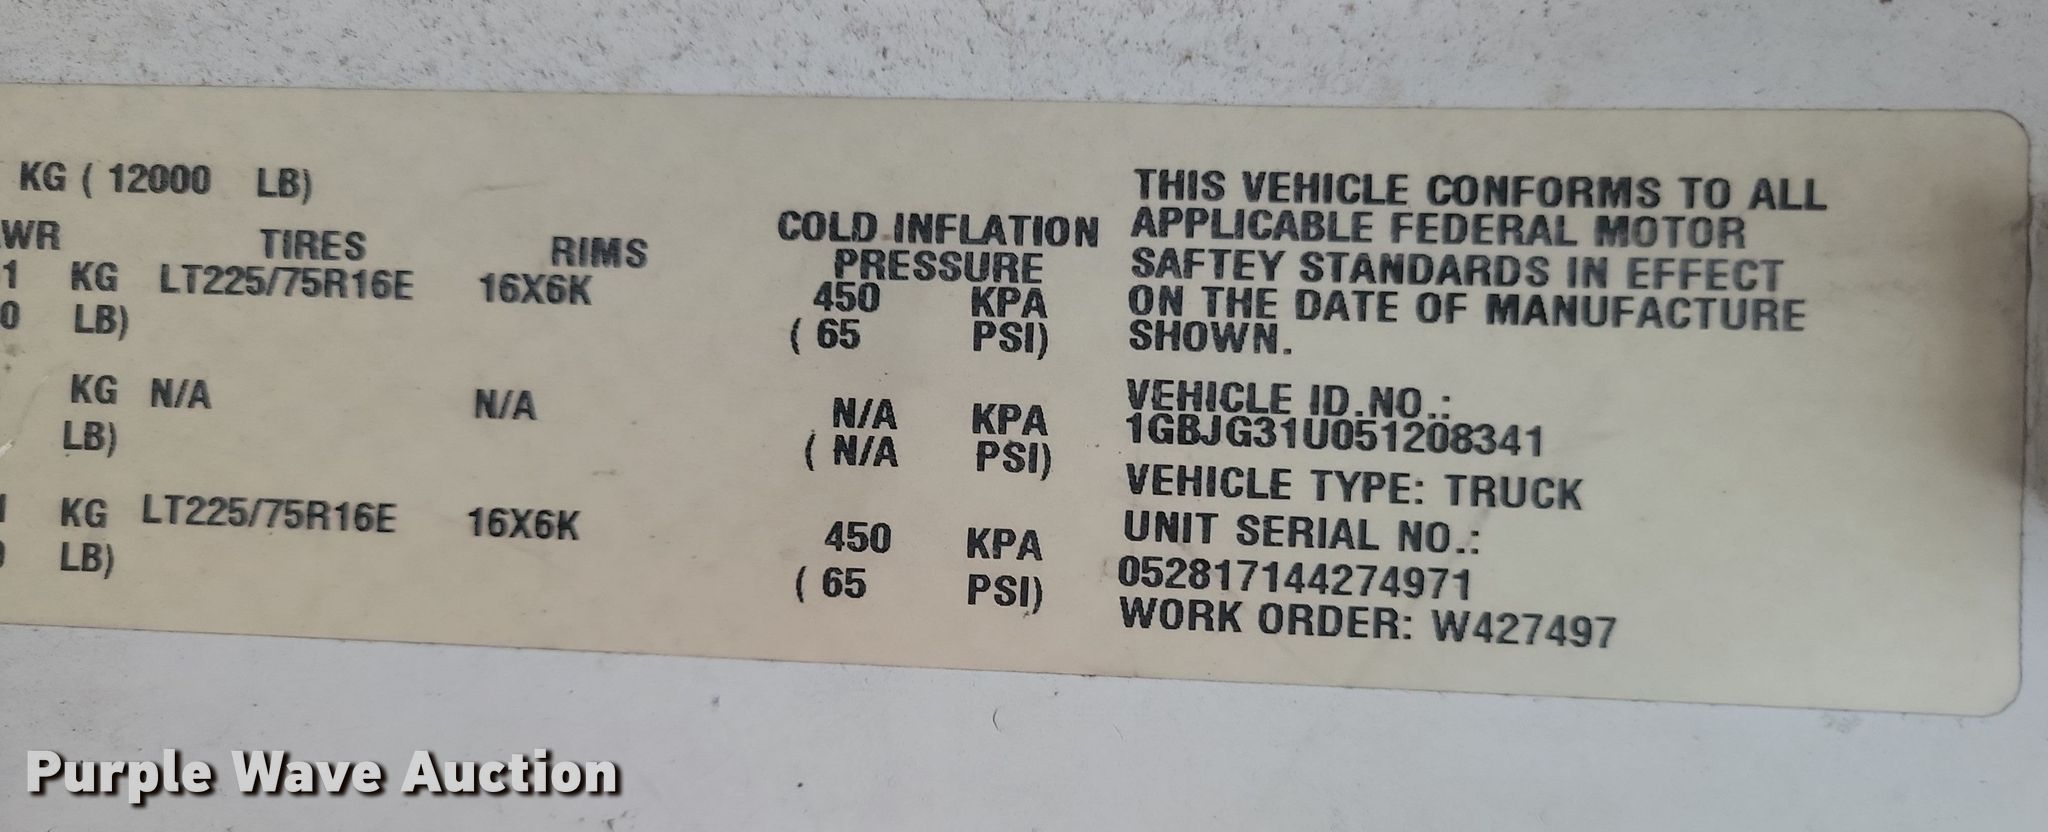 KG ( 12000 LB)
WR TIRES RIMS COLD INFLATION
PRESSURE
1 KG LT225/75R16E 16X6K 450 KPA
0 LB) ( 65 PSI)
KG N/A N/A N/A KPA
LB) ( N/A PSI)
KG LT225/75R16E 16X6K 450 KPA
LB) ( 65 PSI)
THIS VEHICLE CONFORMS TO ALL
APPLICABLE FEDERAL MOTOR
SAFTEY STANDARDS IN EFFECT
ON THE DATE OF MANUFACTURE
SHOWN.
VEHICLE ID.NO.:
1GBJG31U051208341
VEHICLE TYPE: TRUCK
UNIT SERIAL NO.:
052817144274971
WORK ORDER: W427497
Purple Wave Auction